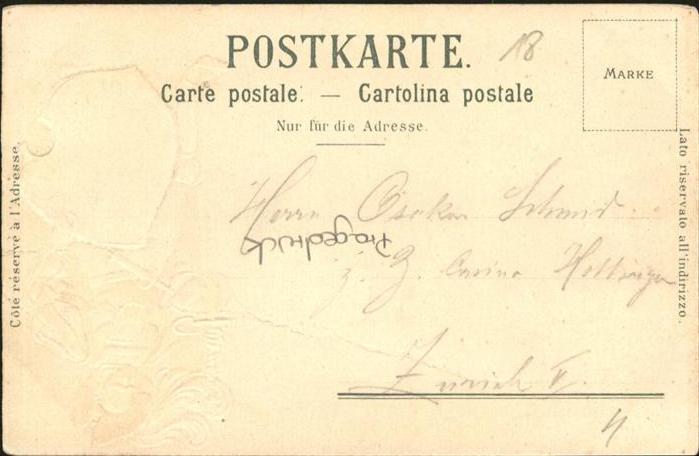 POSTKARTE.
18
MARKE
Carte postale. — Cartolina postale
Nur für die Adresse.
Côté réservé à l'Adresse.
Lato riservato all'indirizzo.
Herrn Oskar Schmid.
Prägedruck
z. Z. Casino Hottingen
Zürich V.